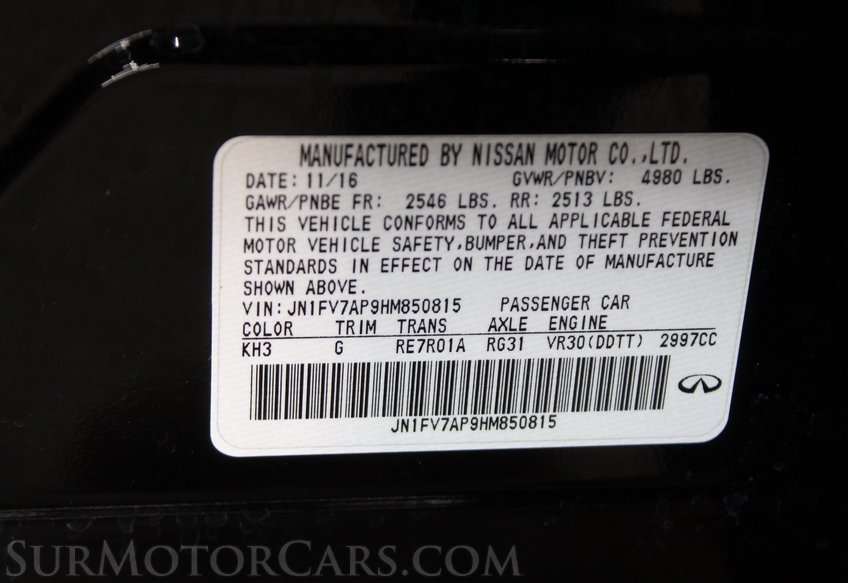 MANUFACTURED BY NISSAN MOTOR CO.,LTD.
DATE: 11/16 GVWR/PNBV: 4980 LBS.
GAWR/PNBE FR: 2546 LBS. RR: 2513 LBS.
THIS VEHICLE CONFORMS TO ALL APPLICABLE FEDERAL
MOTOR VEHICLE SAFETY,BUMPER,AND THEFT PREVENTION
STANDARDS IN EFFECT ON THE DATE OF MANUFACTURE
SHOWN ABOVE.
VIN:JN1FV7AP9HM850815 PASSENGER CAR
COLOR TRIM TRANS AXLE ENGINE
KH3 G RE7R01A RG31 VR30(DDTT) 2997CC
JN1FV7AP9HM850815
SurMotorCars.com